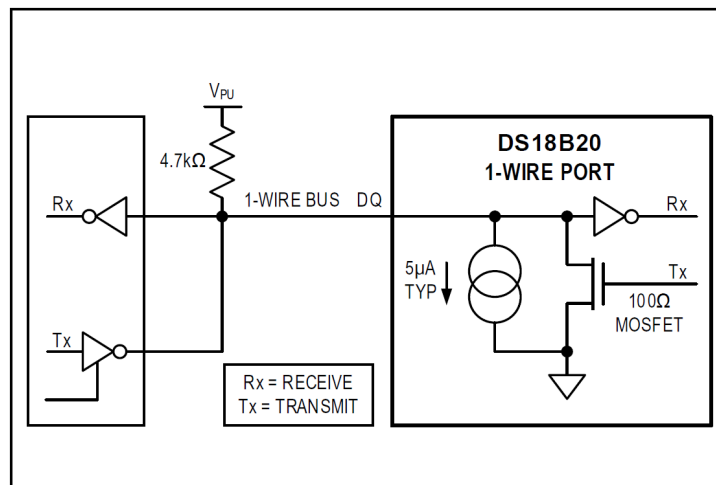 V_PU
4.7kΩ
DS18B20
1-WIRE PORT
Rx
1-WIRE BUS DQ
Rx
5µA
TYP
Tx
100Ω
MOSFET
Tx
Rx = RECEIVE
Tx = TRANSMIT